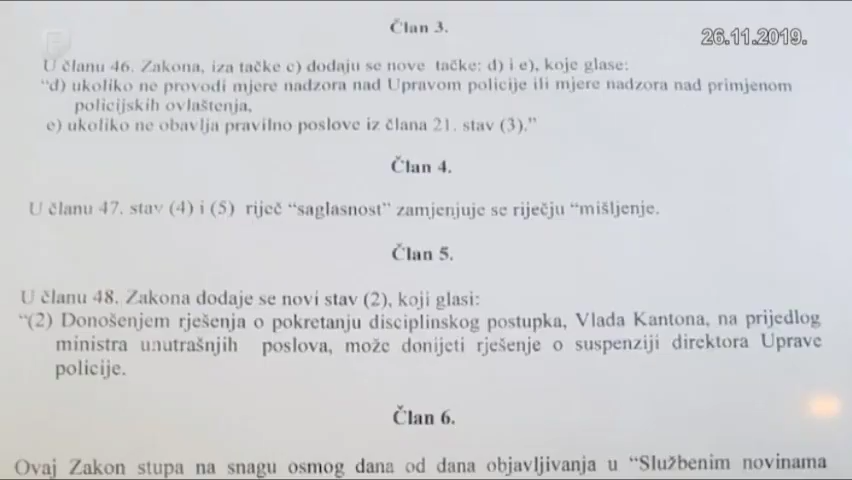 Član 3.
26.11.2019.
U članu 46. Zakona, iza tačke c) dodaju se nove tačke: d) i e), koje glase:
“d) ukoliko ne provodi mjere nadzora nad Upravom policije ili mjere nadzora nad primjenom
policijskih ovlaštenja,
e) ukoliko ne obavlja pravilno poslove iz člana 21. stav (3).”
Član 4.
U članu 47. stav (4) i (5) riječ “saglasnost” zamjenjuje se riječju “mišljenje.
Član 5.
U članu 48. Zakona dodaje se novi stav (2), koji glasi:
“(2) Donošenjem rješenja o pokretanju disciplinskog postupka, Vlada Kantona, na prijedlog
ministra unutrašnjih poslova, može donijeti rješenje o suspenziji direktora Uprave
policije.
Član 6.
Ovaj Zakon stupa na snagu osmog dana od dana objavljivanja u “Službenim novinama